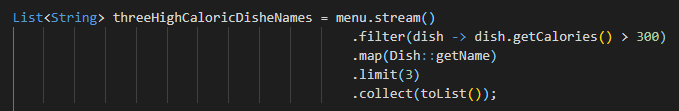 List<String> threeHighCaloricDisheNames = menu.stream()
.filter(dish -> dish.getCalories() > 300)
.map(Dish::getName)
.limit(3)
.collect(toList());